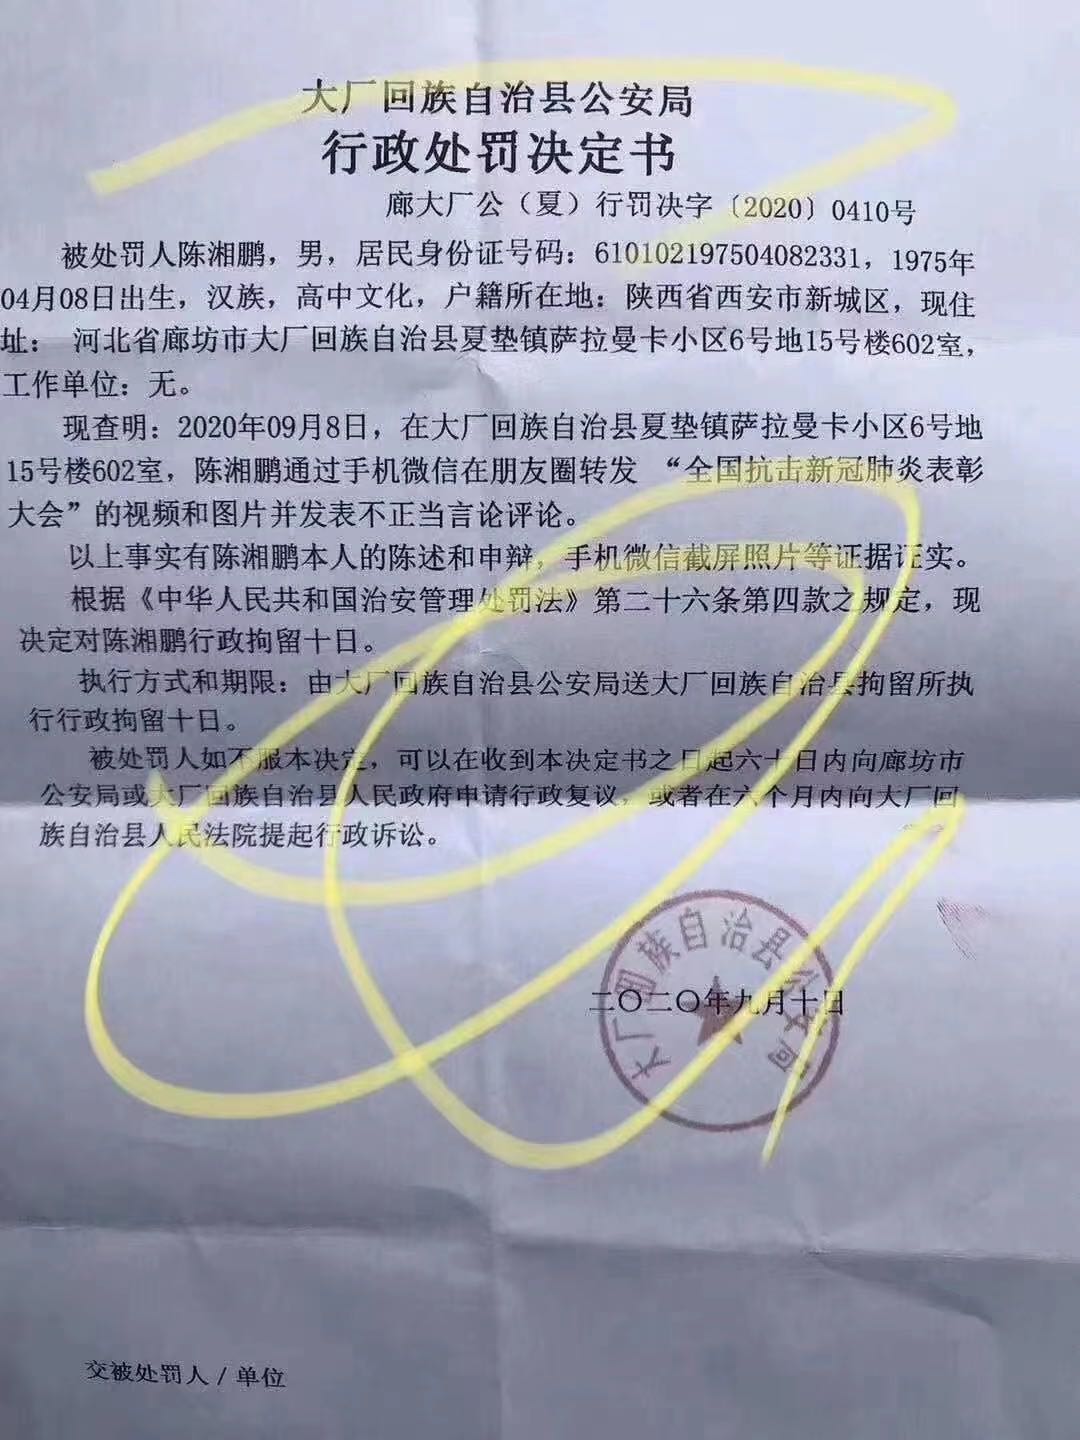 大厂回族自治县公安局
行政处罚决定书
廊大厂公（夏）行罚决字〔2020〕0410号
被处罚人陈湘鹏，男，居民身份证号码：610102197504082331，1975年
04月08日出生，汉族，高中文化，户籍所在地：陕西省西安市新城区，现住
址： 河北省廊坊市大厂回族自治县夏垫镇萨拉曼卡小区6号地15号楼602室，
工作单位：无。
现查明：2020年09月8日，在大厂回族自治县夏垫镇萨拉曼卡小区6号地
15号楼602室，陈湘鹏通过手机微信在朋友圈转发 “全国抗击新冠肺炎表彰
大会”的视频和图片并发表不正当言论评论。
以上事实有陈湘鹏本人的陈述和申辩，手机微信截屏照片等证据证实。
根据《中华人民共和国治安管理处罚法》第二十六条第四款之规定，现
决定对陈湘鹏行政拘留十日。
执行方式和期限：由大厂回族自治县公安局送大厂回族自治县拘留所执
行行政拘留十日。
被处罚人如不服本决定，可以在收到本决定书之日起六十日内向廊坊市
公安局或大厂回族自治县人民政府申请行政复议，或者在六个月内向大厂回
族自治县人民法院提起行政诉讼。
大厂回族自治县公安局
二〇二〇年九月十日
交被处罚人/单位